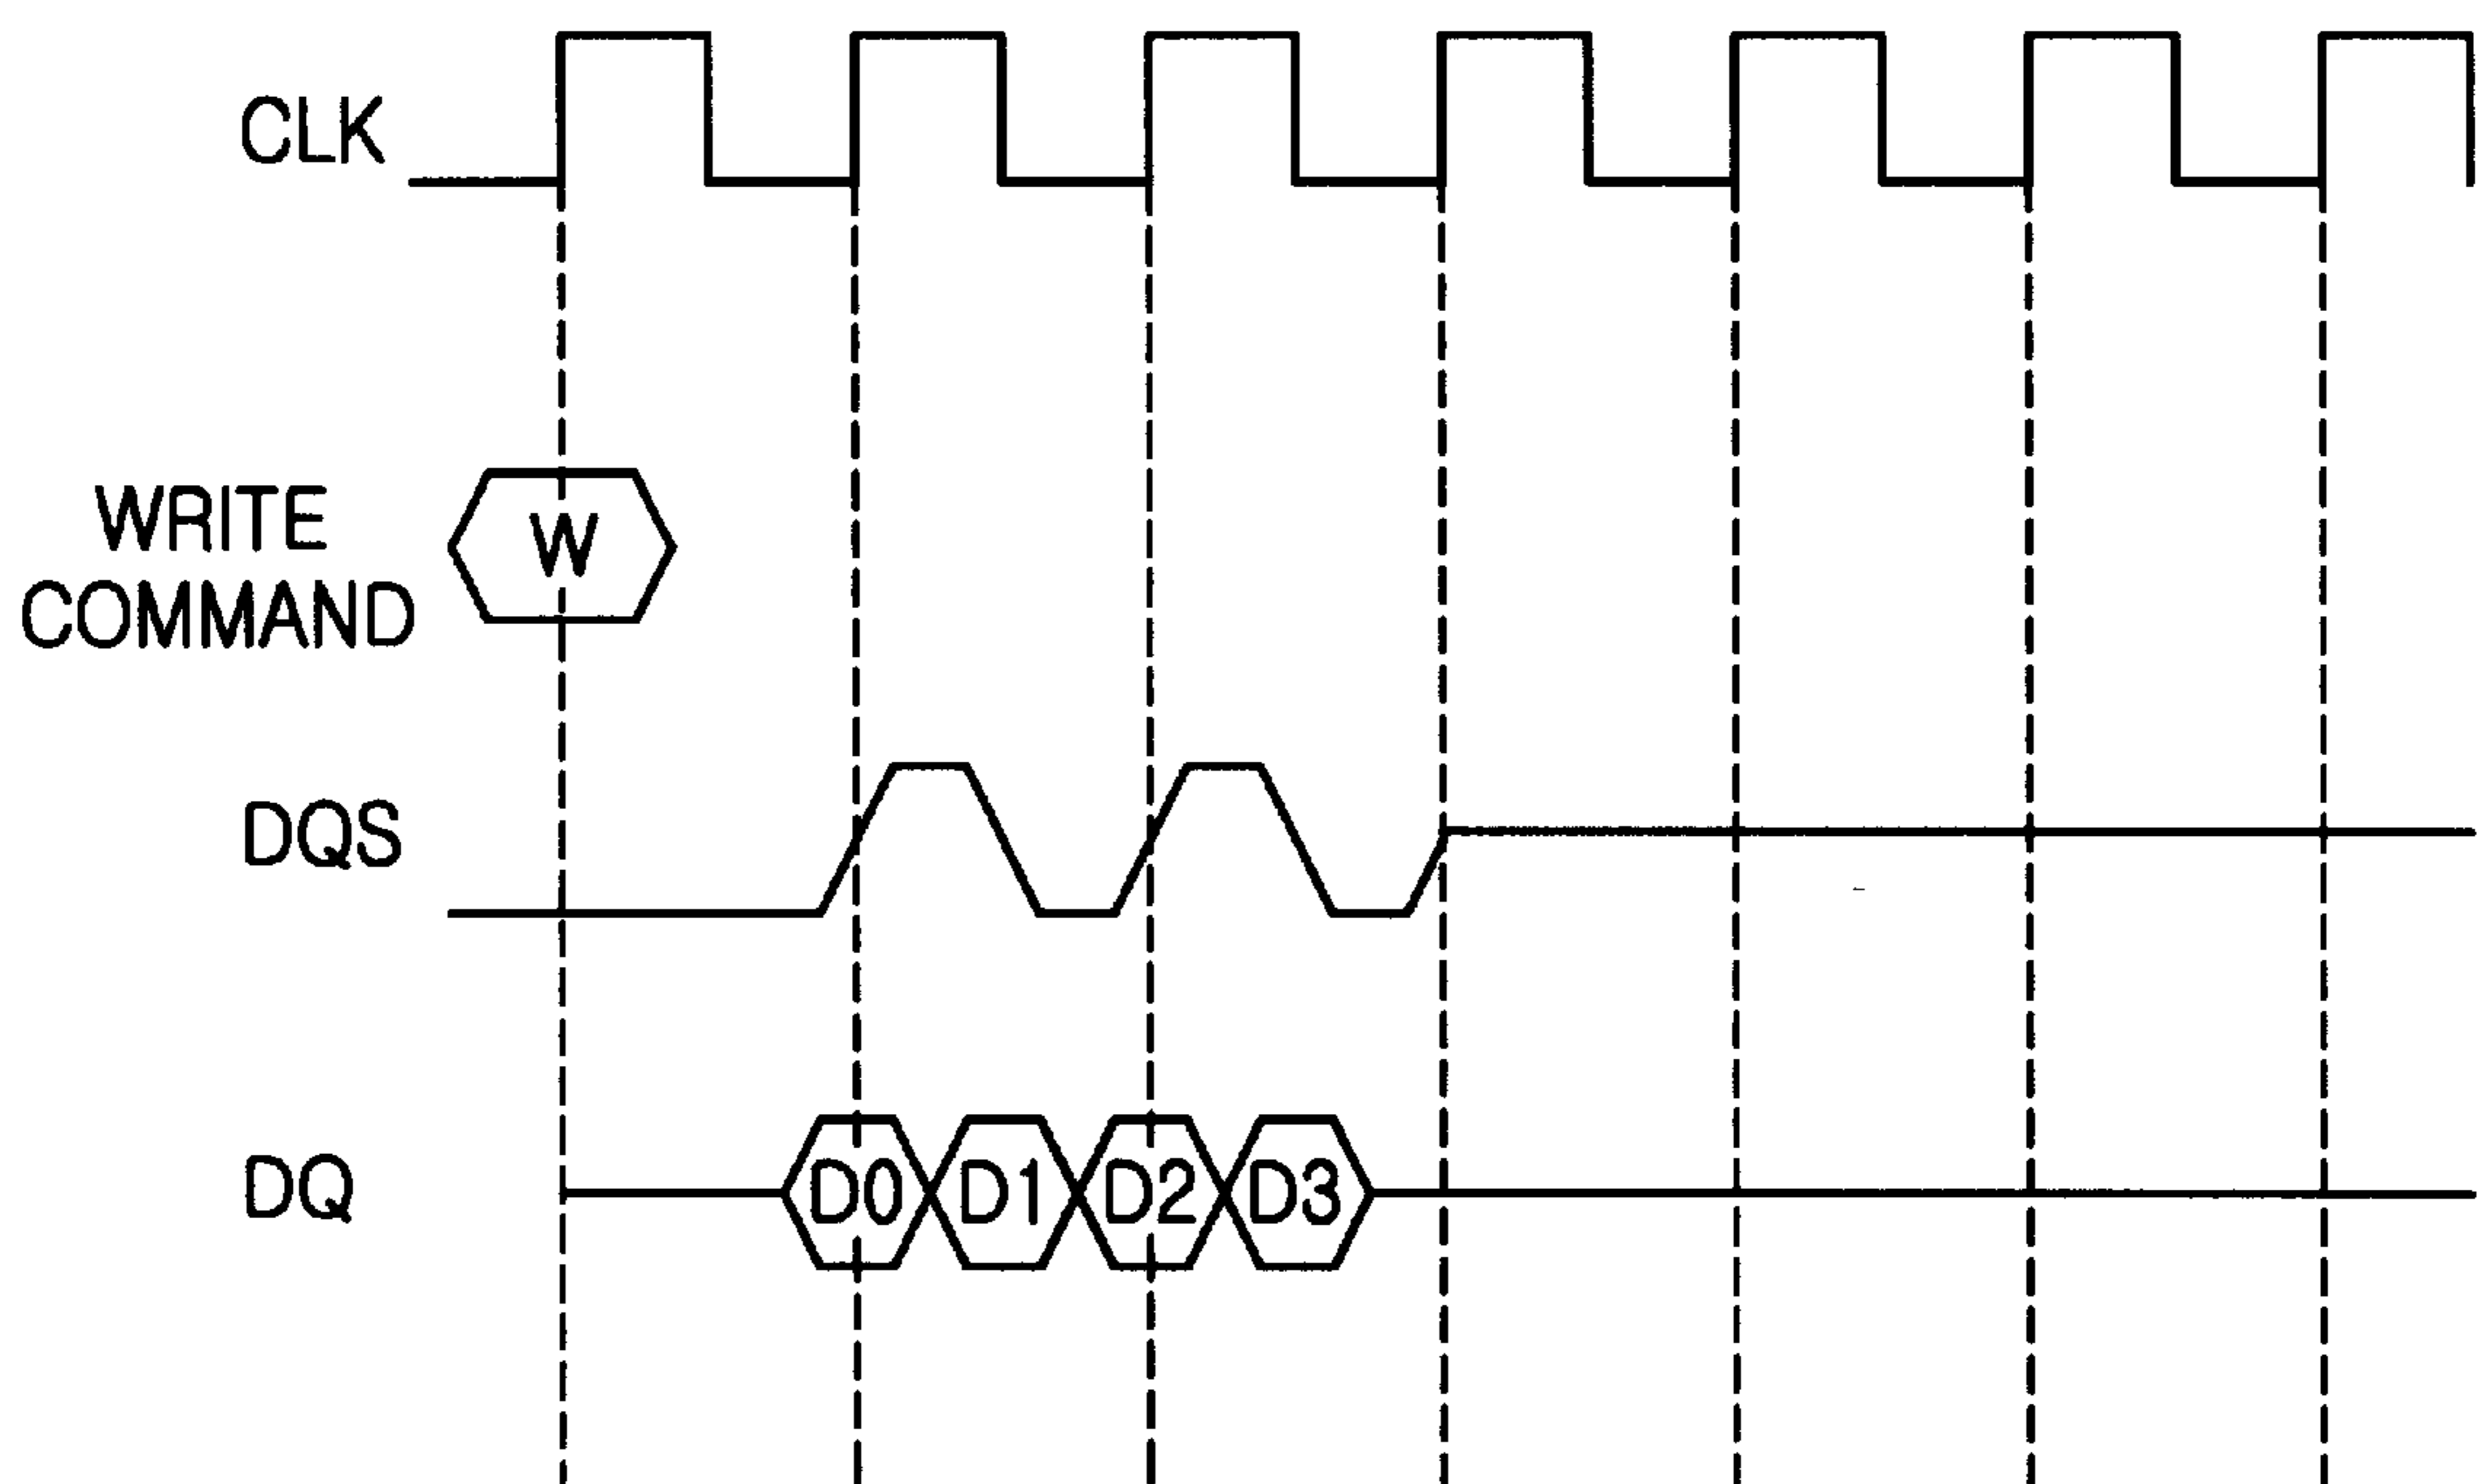 CLK
WRITE
COMMAND
W
DQS
DQ
D0 D1 D2 D3